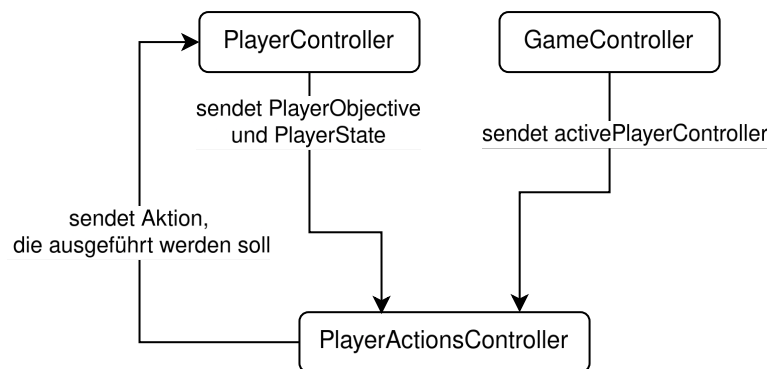 PlayerController
GameController
sendet PlayerObjective
und PlayerState
sendet activePlayerController
sendet Aktion,
die ausgeführt werden soll
PlayerActionsController